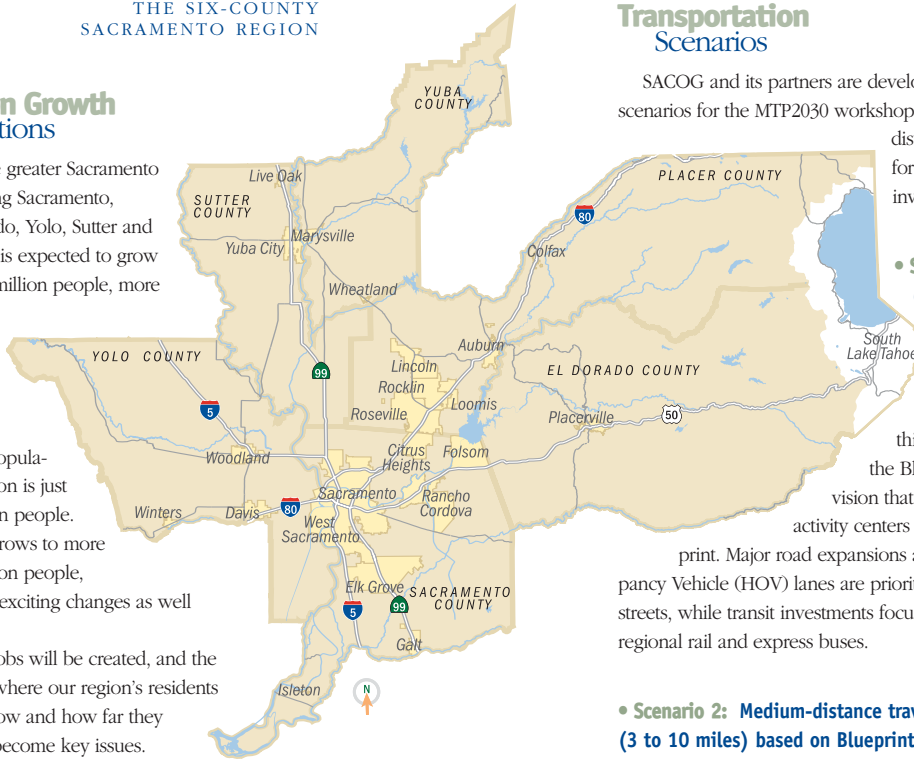 THE SIX-COUNTY
SACRAMENTO REGION
n Growth
tions
e greater Sacramento
ng Sacramento,
do, Yolo, Sutter and
is expected to grow
million people, more
opula-
on is just
n people.
rows to more
on people,
exciting changes as well
obs will be created, and the
where our region's residents
ow and how far they
become key issues.
YUBA
COUNTY
Live Oak
SUTTER
COUNTY
Marysville
Yuba City
Wheatland
PLACER COUNTY
80
Colfax
YOLO COUNTY
99
Auburn
Lincoln
Rocklin
Loomis
Roseville
EL DORADO COUNTY
South
Lake Tahoe
5
50
Placerville
Woodland
Citrus
Heights
Folsom
Winters
Davis
80
Sacramento
West
Sacramento
Rancho
Cordova
Elk Grove
SACRAMENTO
COUNTY
5
99
Galt
Isleton
N
Transportation
Scenarios
SACOG and its partners are develo
scenarios for the MTP2030 workshop
dis
for
inv
• S
thi
the Bl
vision that
activity centers
print. Major road expansions a
pancy Vehicle (HOV) lanes are priorit
streets, while transit investments focu
regional rail and express buses.
• Scenario 2: Medium-distance trav
(3 to 10 miles) based on Blueprint